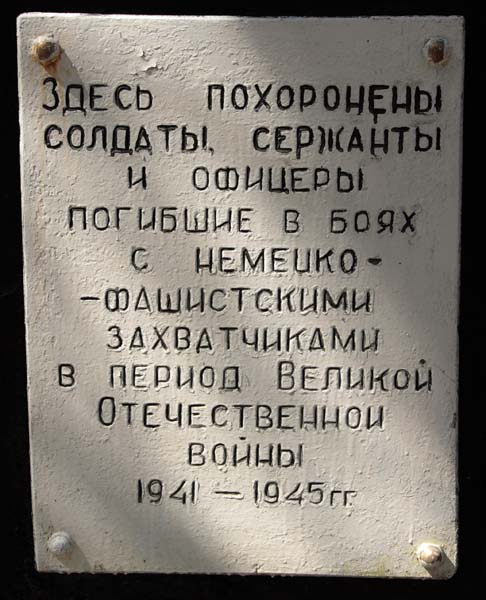 Здесь похоронены
солдаты, сержанты
и офицеры
погибшие в боях
с немецко-
-фашистскими
захватчиками
в период Великой
Отечественной
войны
1941 – 1945 гг.